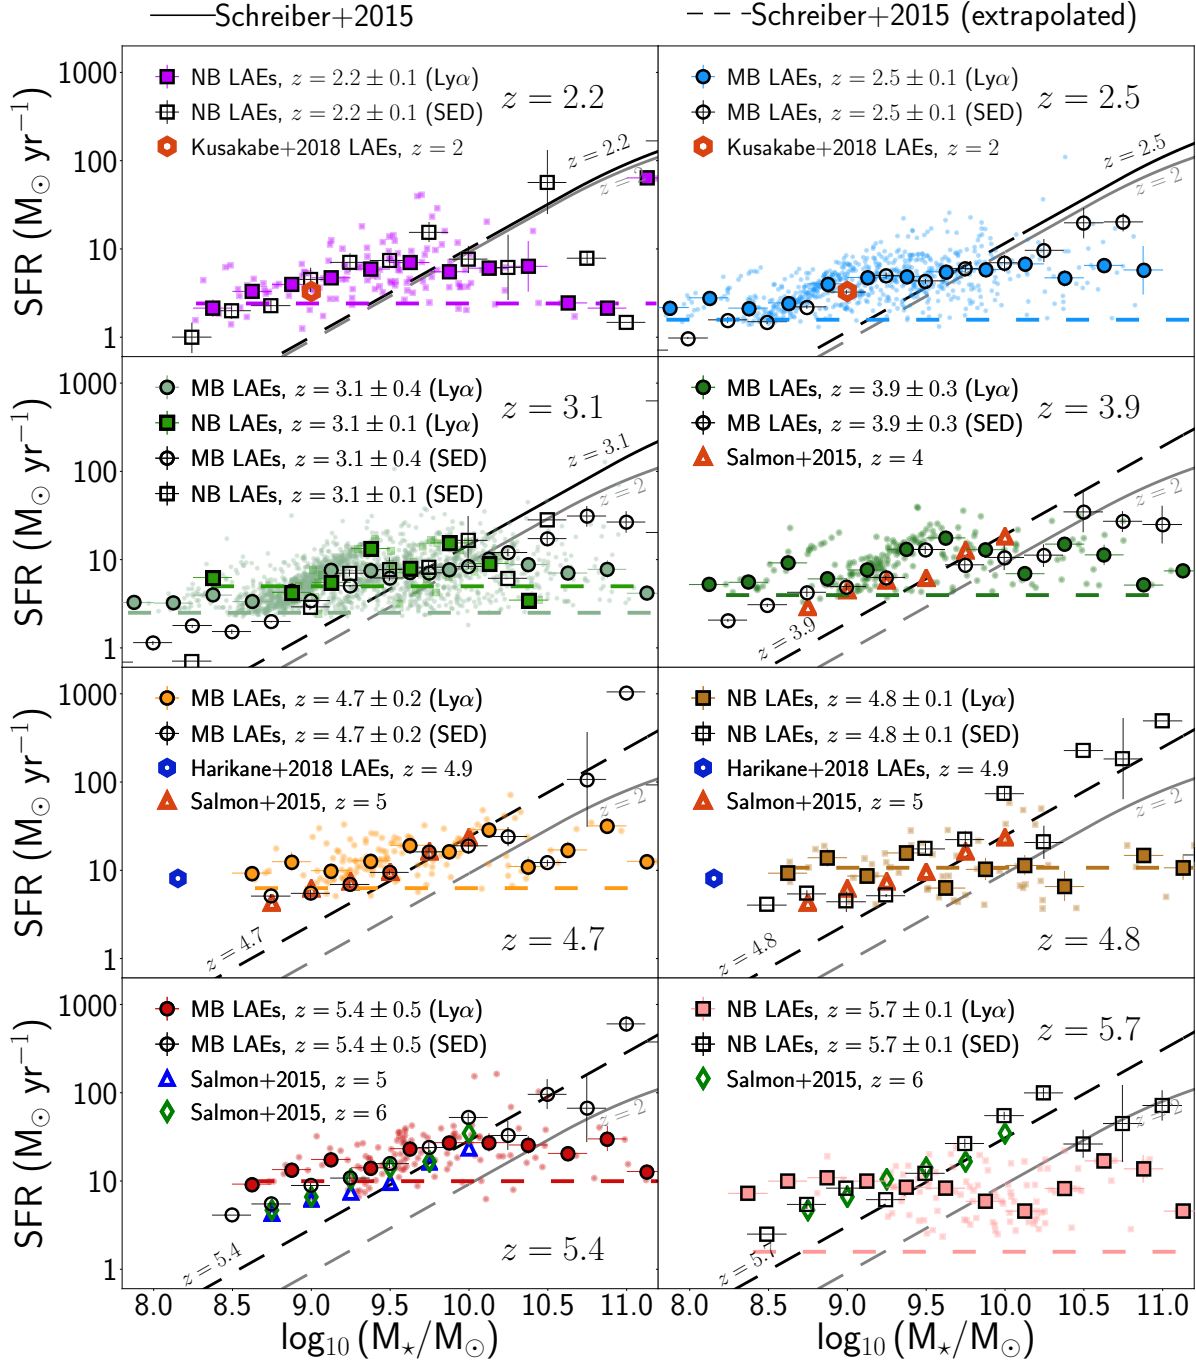 Schreiber+2015
Schreiber+2015 (extrapolated)
NB LAEs, z = 2.2 ± 0.1 (Lyα)
NB LAEs, z = 2.2 ± 0.1 (SED)
Kusakabe+2018 LAEs, z = 2
z = 2.2
z = 2.2
z = 2
1000
100
10
1
SFR (M⊙ yr⁻¹)
MB LAEs, z = 2.5 ± 0.1 (Lyα)
MB LAEs, z = 2.5 ± 0.1 (SED)
Kusakabe+2018 LAEs, z = 2
z = 2.5
z = 2.5
z = 2
MB LAEs, z = 3.1 ± 0.4 (Lyα)
NB LAEs, z = 3.1 ± 0.1 (Lyα)
MB LAEs, z = 3.1 ± 0.4 (SED)
NB LAEs, z = 3.1 ± 0.1 (SED)
z = 3.1
z = 3.1
z = 2
1000
100
10
1
SFR (M⊙ yr⁻¹)
MB LAEs, z = 3.9 ± 0.3 (Lyα)
MB LAEs, z = 3.9 ± 0.3 (SED)
Salmon+2015, z = 4
z = 3.9
z = 2
z = 3.9
MB LAEs, z = 4.7 ± 0.2 (Lyα)
MB LAEs, z = 4.7 ± 0.2 (SED)
Harikane+2018 LAEs, z = 4.9
Salmon+2015, z = 5
z = 2
z = 4.7
z = 4.7
1000
100
10
1
SFR (M⊙ yr⁻¹)
NB LAEs, z = 4.8 ± 0.1 (Lyα)
NB LAEs, z = 4.8 ± 0.1 (SED)
Harikane+2018 LAEs, z = 4.9
Salmon+2015, z = 5
z = 2
z = 4.8
z = 4.8
MB LAEs, z = 5.4 ± 0.5 (Lyα)
MB LAEs, z = 5.4 ± 0.5 (SED)
Salmon+2015, z = 5
Salmon+2015, z = 6
z = 2
z = 5.4
z = 5.4
1000
100
10
1
SFR (M⊙ yr⁻¹)
8.0 8.5 9.0 9.5 10.0 10.5 11.0
log₁₀ (M⋆/M⊙)
NB LAEs, z = 5.7 ± 0.1 (Lyα)
NB LAEs, z = 5.7 ± 0.1 (SED)
Salmon+2015, z = 6
z = 5.7
z = 2
z = 5.7
8.0 8.5 9.0 9.5 10.0 10.5 11.0
log₁₀ (M⋆/M⊙)